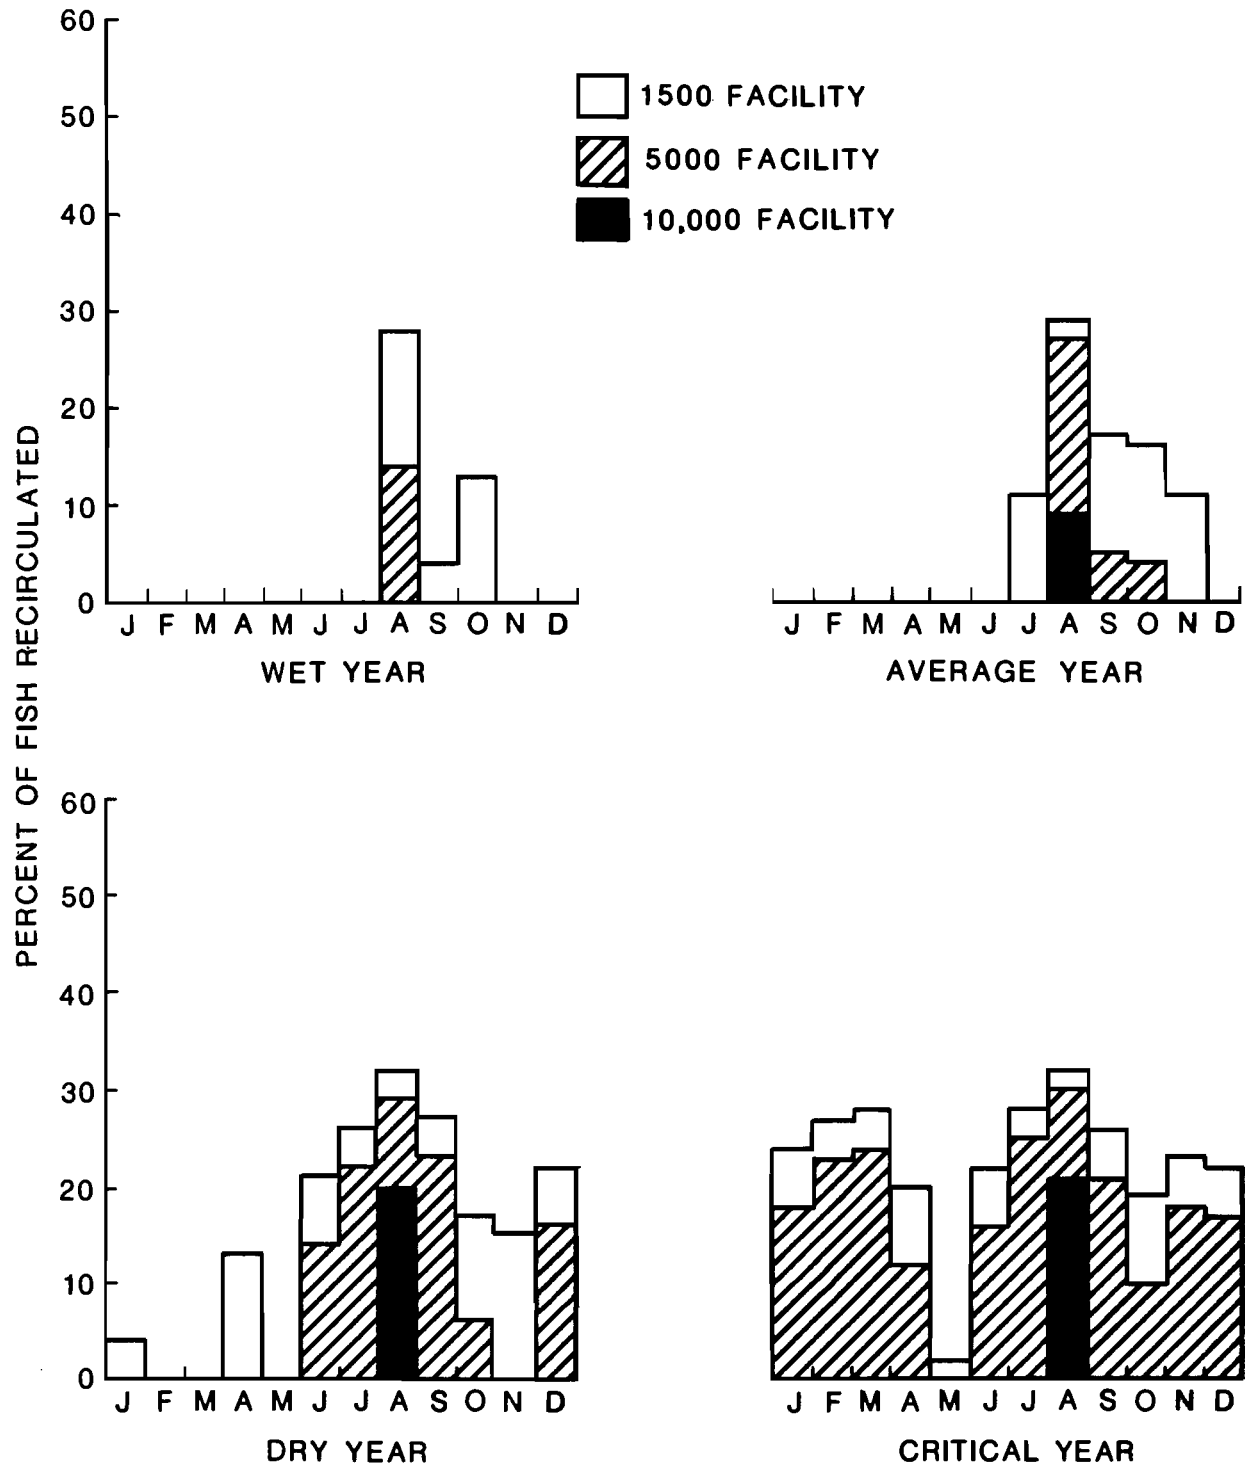 PERCENT OF FISH RECIRCULATED
60
50
40
30
20
10
0
1500 FACILITY
5000 FACILITY
10,000 FACILITY
J F M A M J J A S O N D
WET YEAR
J F M A M J J A S O N D
AVERAGE YEAR
60
50
40
30
20
10
0
J F M A M J J A S O N D
DRY YEAR
J F M A M J J A S O N D
CRITICAL YEAR